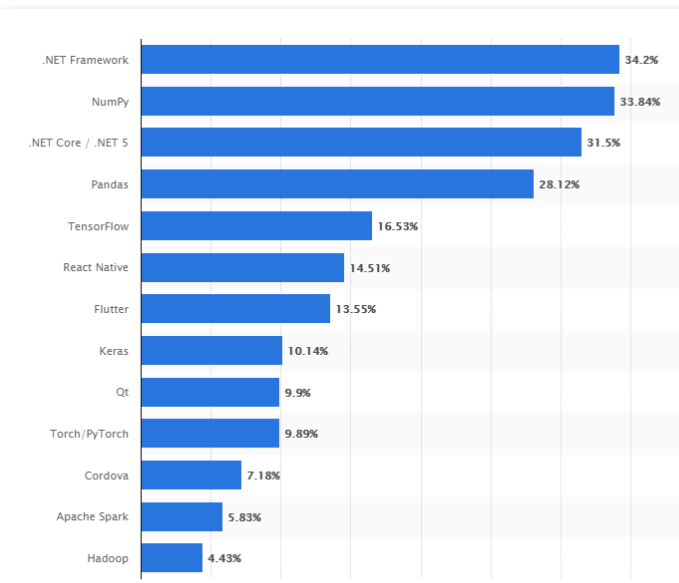 .NET Framework 34.2%
NumPy 33.84%
.NET Core / .NET 5 31.5%
Pandas 28.12%
TensorFlow 16.53%
React Native 14.51%
Flutter 13.55%
Keras 10.14%
Qt 9.9%
Torch/PyTorch 9.89%
Cordova 7.18%
Apache Spark 5.83%
Hadoop 4.43%